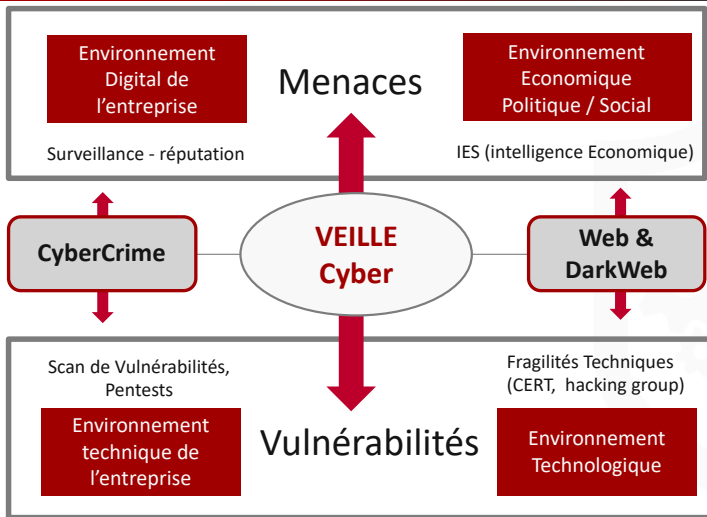 Environnement
Digital de
l'entreprise
Menaces
Environnement
Economique
Politique / Social
Surveillance - réputation
IES (intelligence Economique)
CyberCrime
VEILLE
Cyber
Web &
DarkWeb
Scan de Vulnérabilités,
Pentests
Fragilités Techniques
(CERT, hacking group)
Environnement
technique de
l'entreprise
Vulnérabilités
Environnement
Technologique